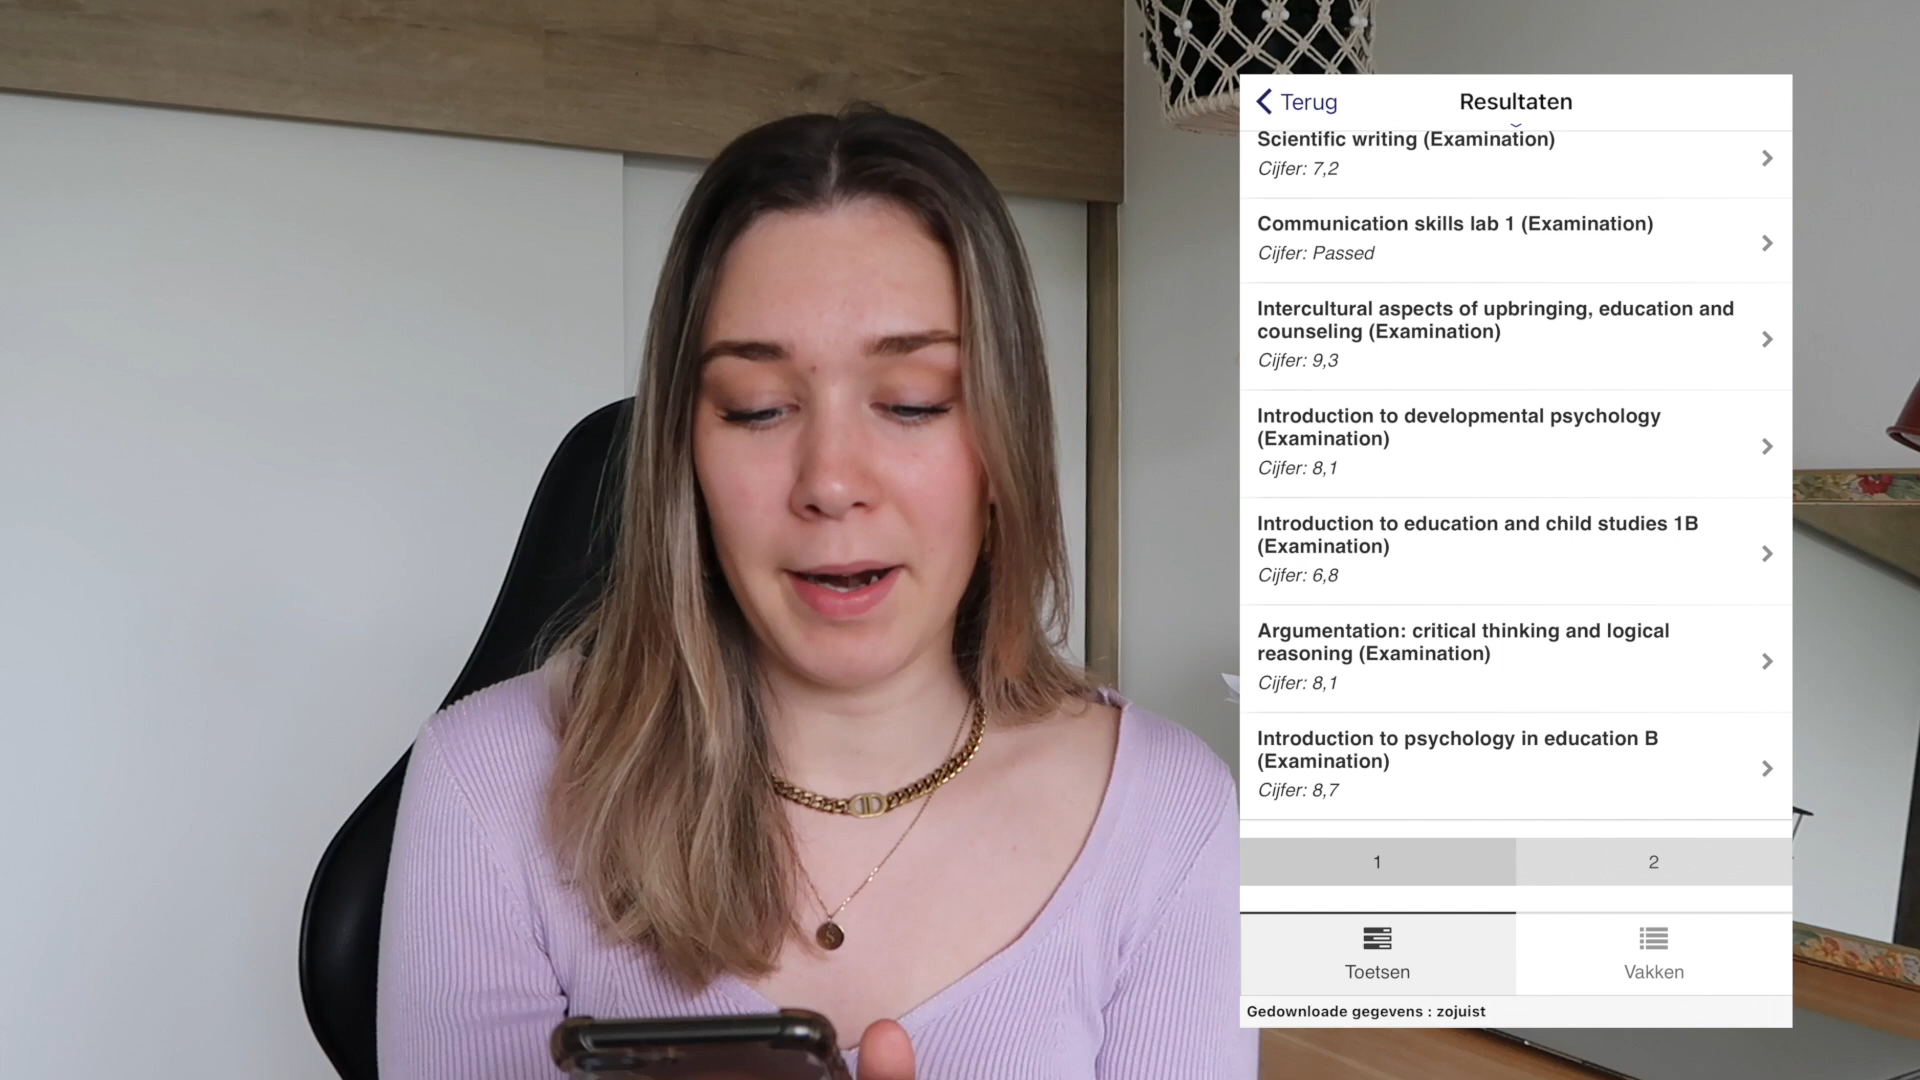 Terug
Resultaten
Scientific writing (Examination)
Cijfer: 7,2
Communication skills lab 1 (Examination)
Cijfer: Passed
Intercultural aspects of upbringing, education and
counseling (Examination)
Cijfer: 9,3
Introduction to developmental psychology
(Examination)
Cijfer: 8,1
Introduction to education and child studies 1B
(Examination)
Cijfer: 6,8
Argumentation: critical thinking and logical
reasoning (Examination)
Cijfer: 8,1
Introduction to psychology in education B
(Examination)
Cijfer: 8,7
1
2
Toetsen
Vakken
Gedownloade gegevens : zojuist